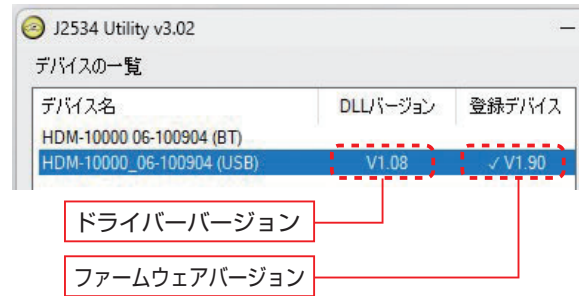 J2534 Utility v3.02
デバイスの一覧
デバイス名 DLLバージョン 登録デバイス
HDM-10000 06-100904 (BT)
HDM-10000_06-100904 (USB) V1.08 ✓ V1.90
ドライバーバージョン
ファームウェアバージョン